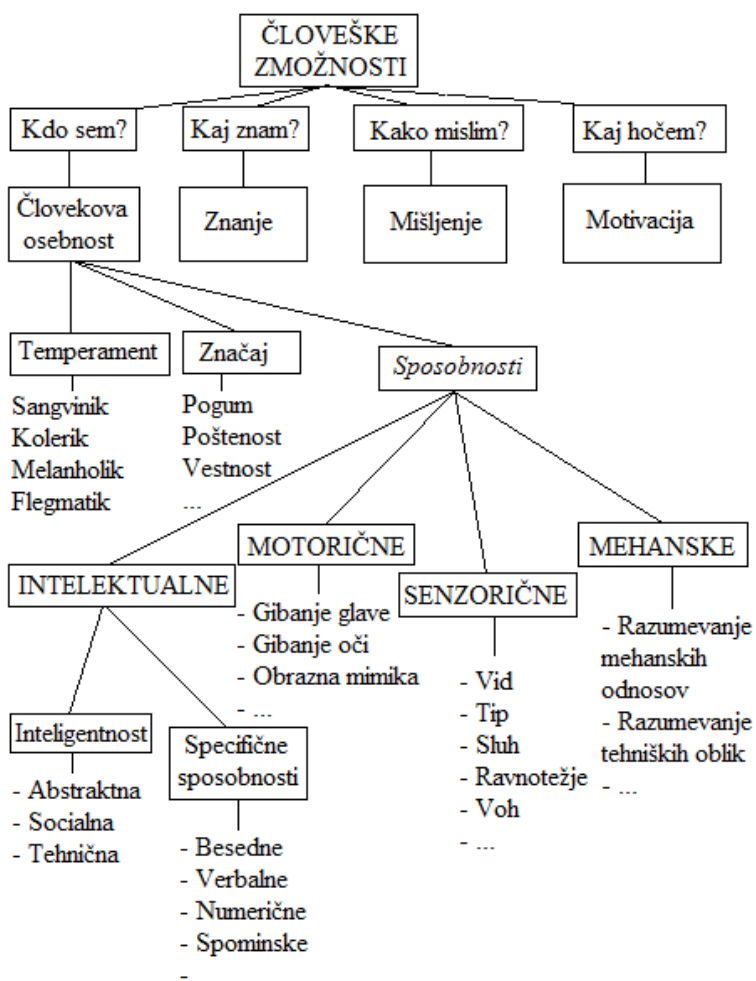 ČLOVEŠKE
ZMOŽNOSTI
Kdo sem?
Kaj znam?
Kako mislim?
Kaj hočem?
Človekova
osebnost
Znanje
Mišljenje
Motivacija
Temperament
Značaj
Sposobnosti
Sangvinik
Kolerik
Melanholik
Flegmatik
Pogum
Poštenost
Vestnost
...
INTELEKTUALNE
MOTORIČNE
SENZORIČNE
MEHANSKE
- Gibanje glave
- Gibanje oči
- Obrazna mimika
- ...
- Vid
- Tip
- Sluh
- Ravnotežje
- Voh
- ...
- Razumevanje
mehanskih
odnosov
- Razumevanje
tehniških oblik
- ...
Inteligentnost
- Abstraktna
- Socialna
- Tehnična
Specifične
sposobnosti
- Besedne
- Verbalne
- Numerične
- Spominske
-